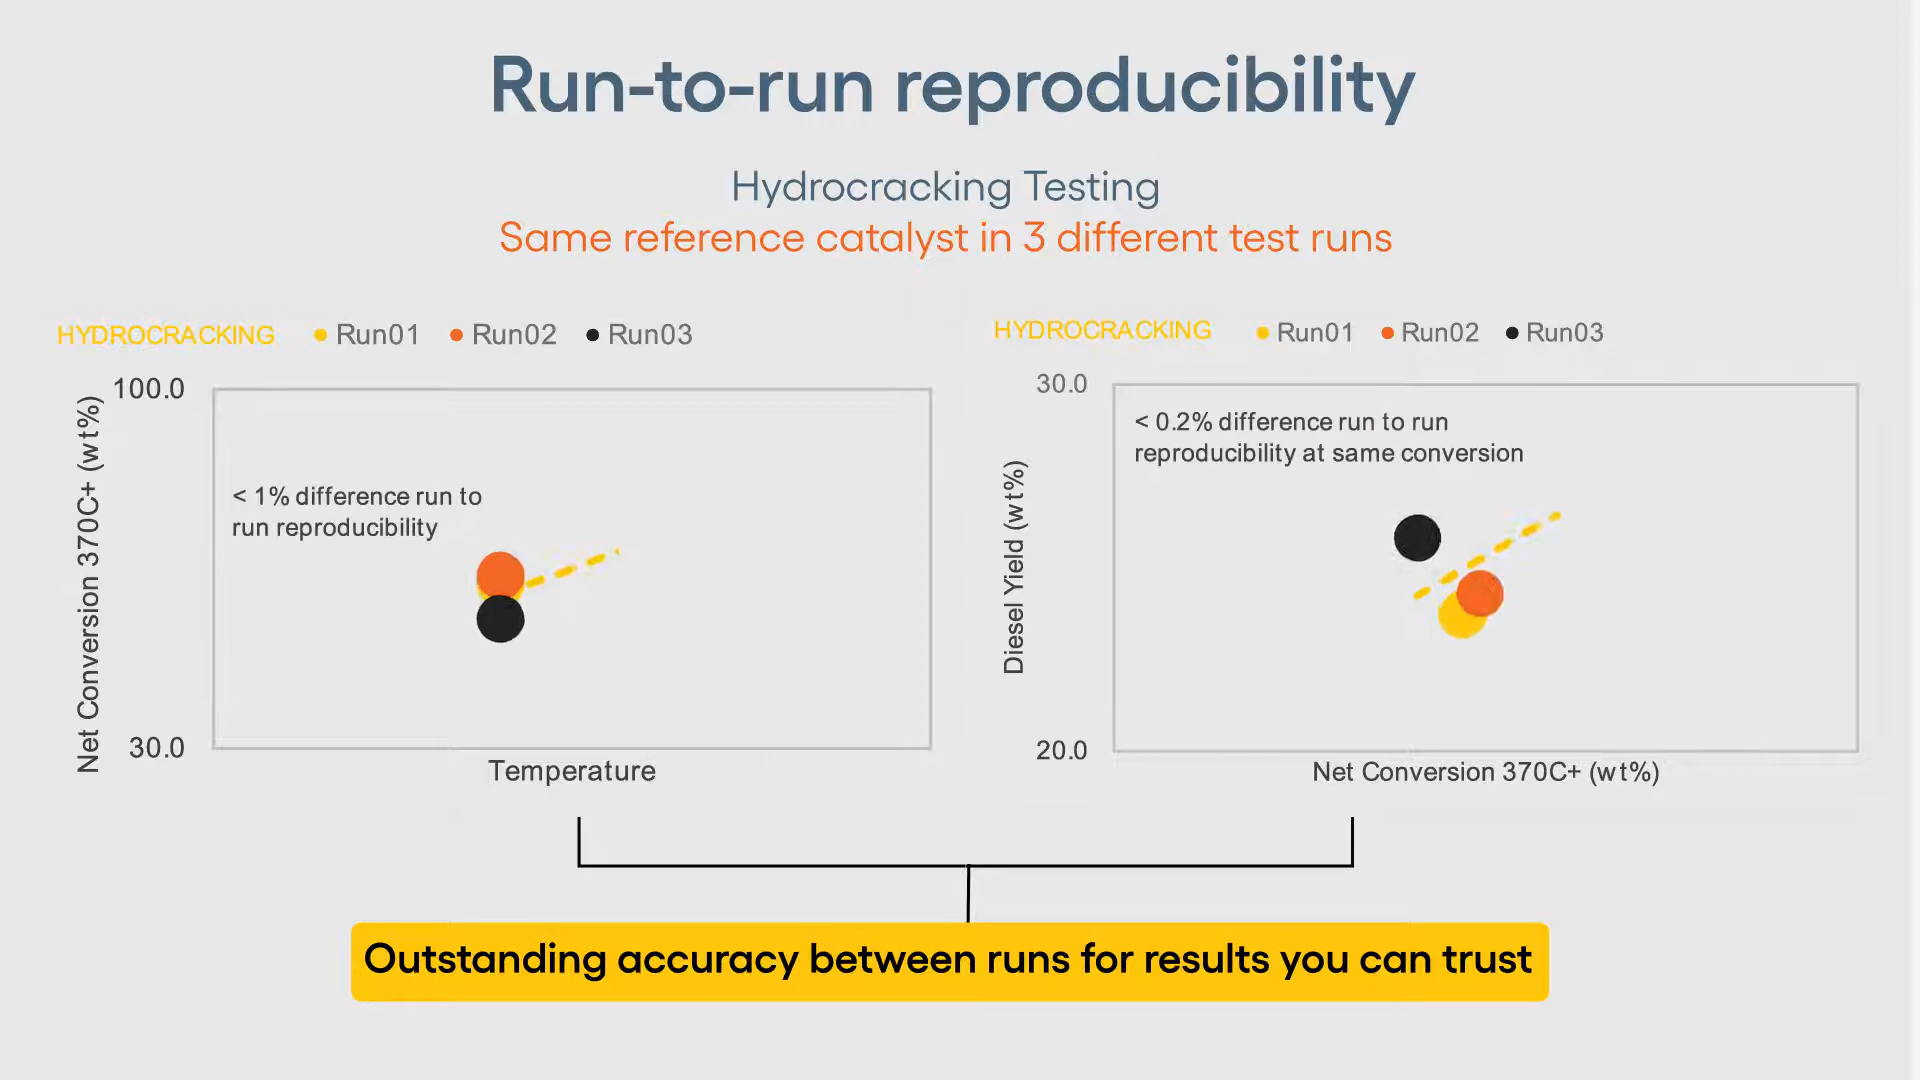 Run-to-run reproducibility
Hydrocracking Testing
Same reference catalyst in 3 different test runs
HYDROCRACKING Run01 Run02 Run03
100.0
Net Conversion 370C+ (wt%)
< 1% difference run to
run reproducibility
30.0
Temperature
HYDROCRACKING Run01 Run02 Run03
30.0
Diesel Yield (wt%)
< 0.2% difference run to run
reproducibility at same conversion
20.0
Net Conversion 370C+ (wt%)
Outstanding accuracy between runs for results you can trust